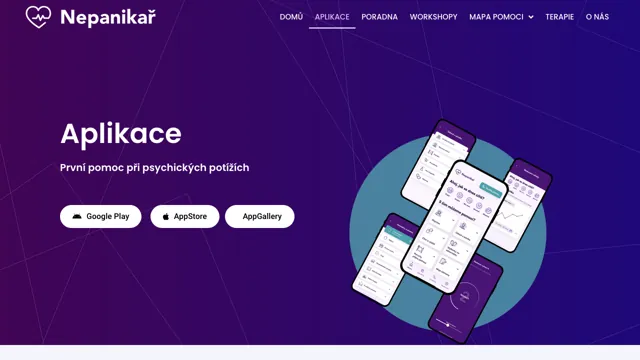 Nepanikař
DOMŮ
APLIKACE
PORADNA
WORKSHOPY
MAPA POMOCI
TERAPIE
O NÁS
Aplikace
První pomoc při psychických potížích
Google Play
AppStore
AppGallery